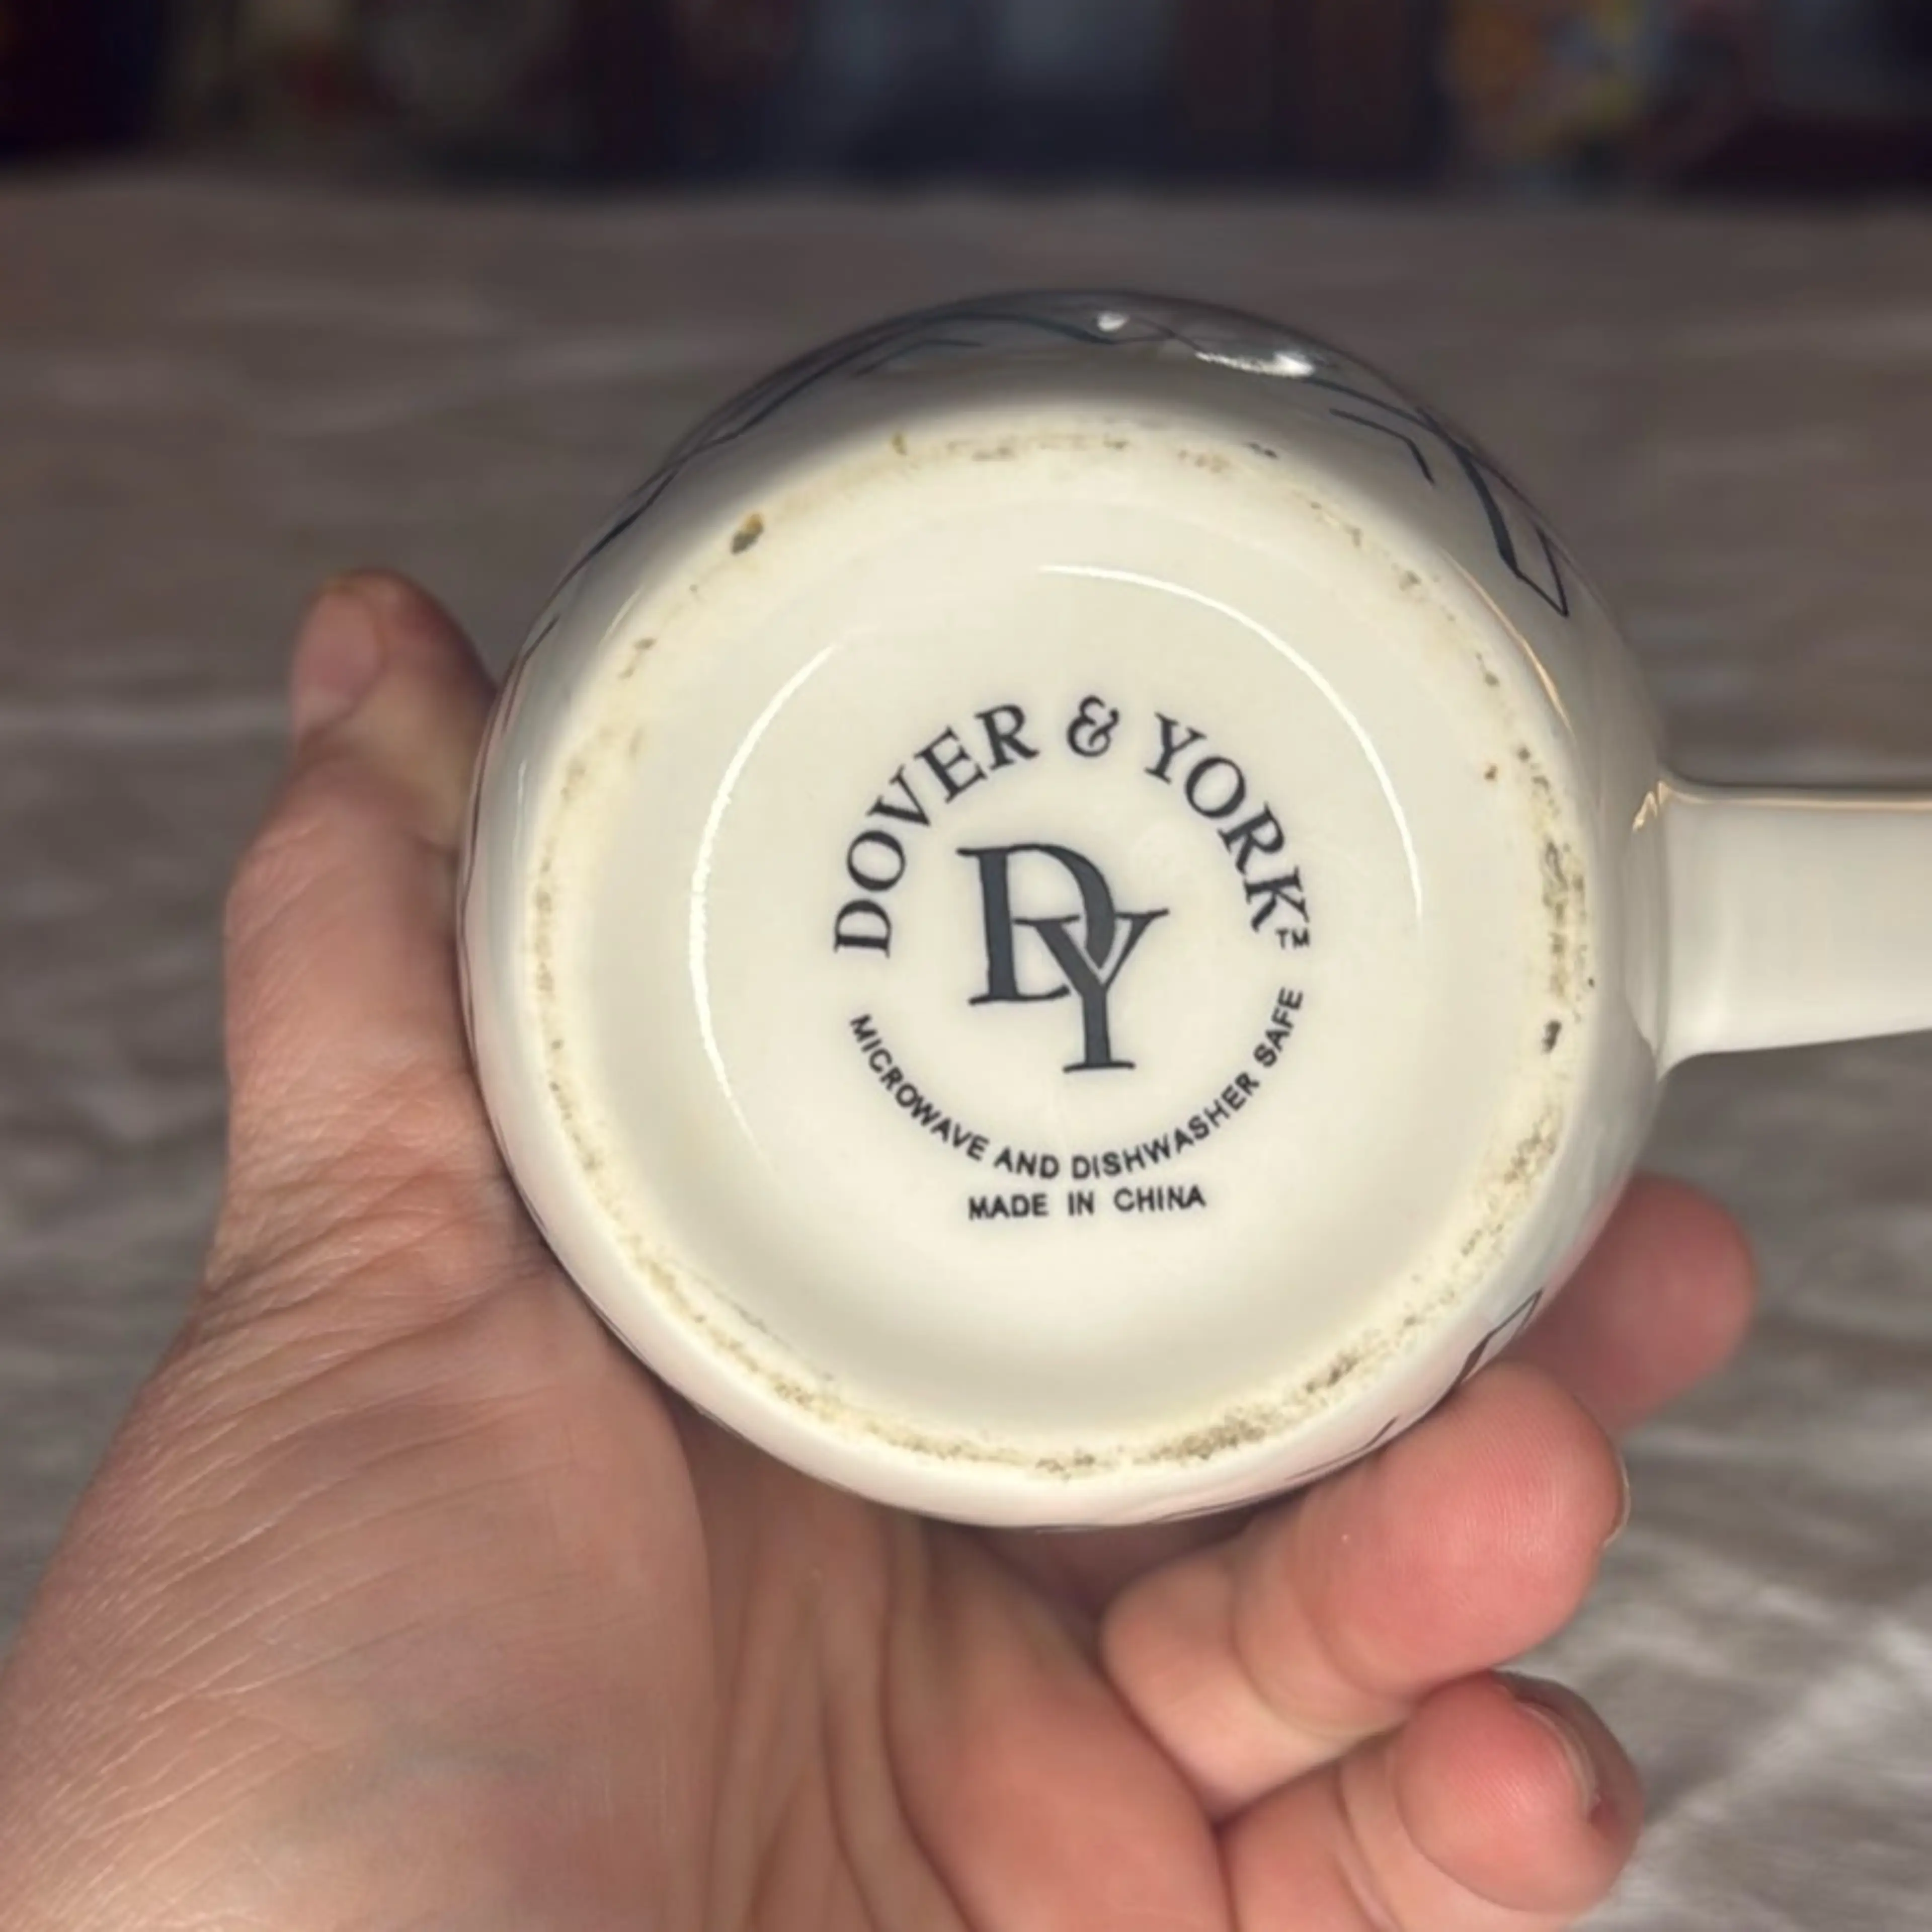 DOVER & YORK™
DY
MICROWAVE AND DISHWASHER SAFE
MADE IN CHINA